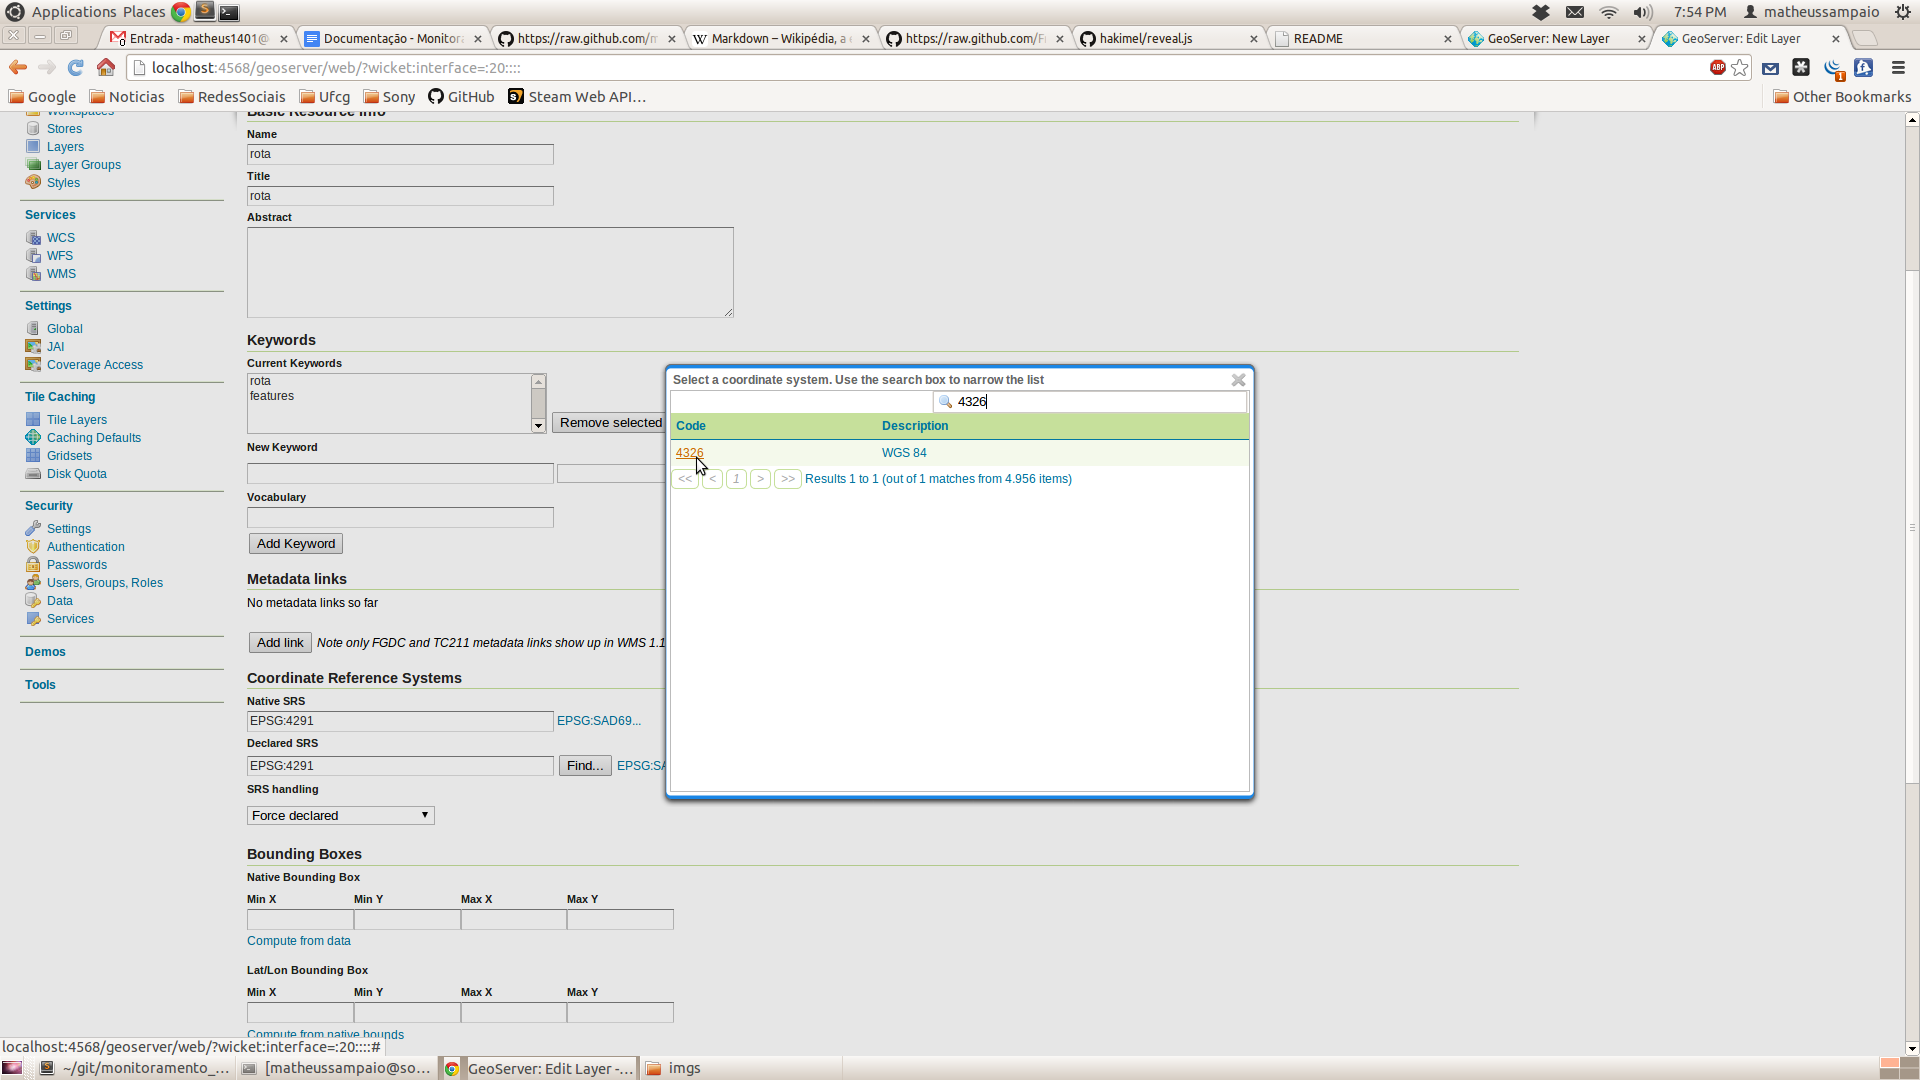 Applications Places
7:54 PM matheussampaio
Entrada - matheus1401@
Documentação - Monitor
https://raw.github.com/m
Markdown – Wikipédia, a
https://raw.github.com/F
hakimel/reveal.js
README
GeoServer: New Layer
GeoServer: Edit Layer
localhost:4568/geoserver/web/?wicket:interface=:20::::
ABP
1
Google
Noticias
RedesSociais
Ufcg
Sony
GitHub
Steam Web API...
Other Bookmarks
Workspaces
Stores
Layers
Layer Groups
Styles
Services
WCS
WFS
WMS
Settings
Global
JAI
Coverage Access
Tile Caching
Tile Layers
Caching Defaults
Gridsets
Disk Quota
Security
Settings
Authentication
Passwords
Users, Groups, Roles
Data
Services
Demos
Tools
Basic Resource Info
Name
rota
Title
rota
Abstract
Keywords
Current Keywords
rota
features
Remove selected
New Keyword
Vocabulary
Add Keyword
Metadata links
No metadata links so far
Add link Note only FGDC and TC211 metadata links show up in WMS 1.1
Coordinate Reference Systems
Native SRS
EPSG:4291 EPSG:SAD69...
Declared SRS
EPSG:4291 Find... EPSG:SA
SRS handling
Force declared
Bounding Boxes
Native Bounding Box
Min X Min Y Max X Max Y
Compute from data
Lat/Lon Bounding Box
Min X Min Y Max X Max Y
Compute from native bounds
Select a coordinate system. Use the search box to narrow the list
4326
Code Description
4326 WGS 84
<< < 1 > >> Results 1 to 1 (out of 1 matches from 4.956 items)
localhost:4568/geoserver/web/?wicket:interface=:20::::#
~/git/monitoramento_...
[matheussampaio@so...
GeoServer: Edit Layer -...
imgs